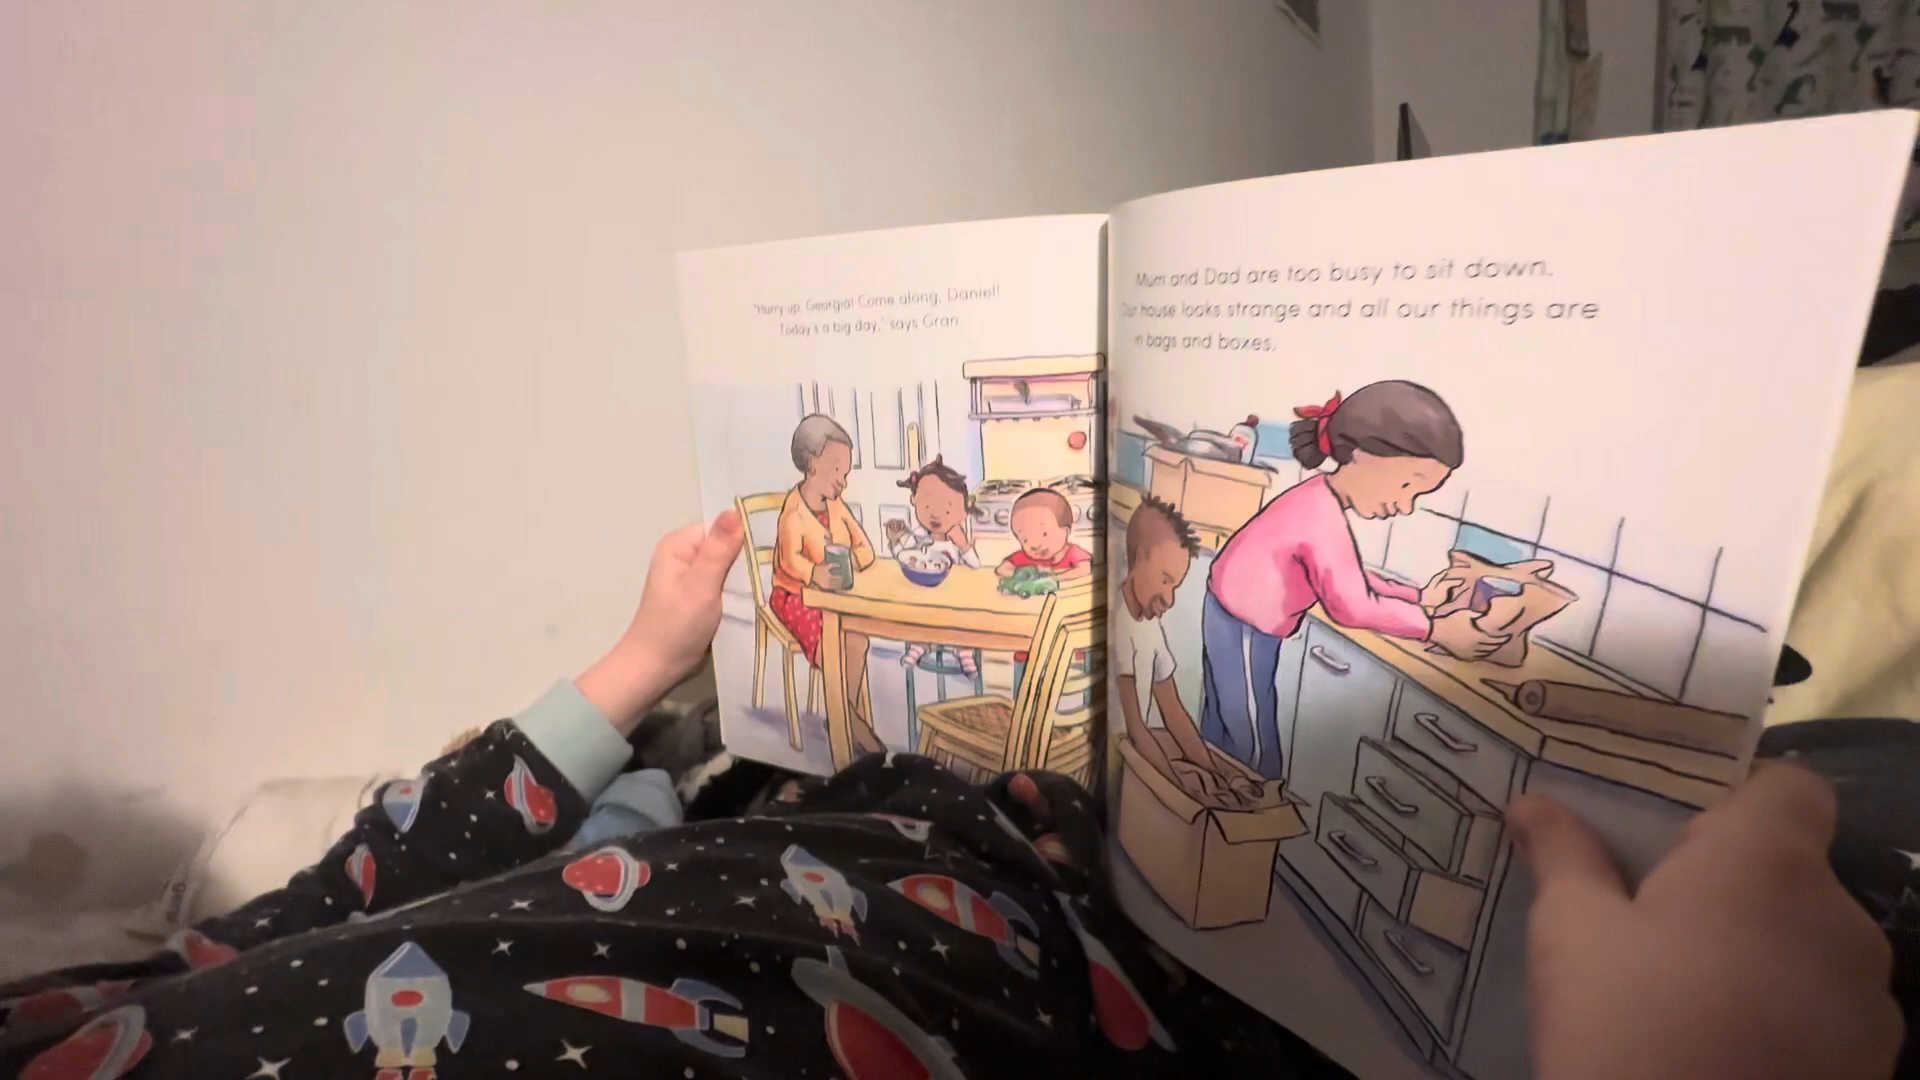 "Hurry up, Georgia! Come along, Daniel!
Today's a big day," says Gran.
Mum and Dad are too busy to sit down.
Our house looks strange and all our things are
in bags and boxes.